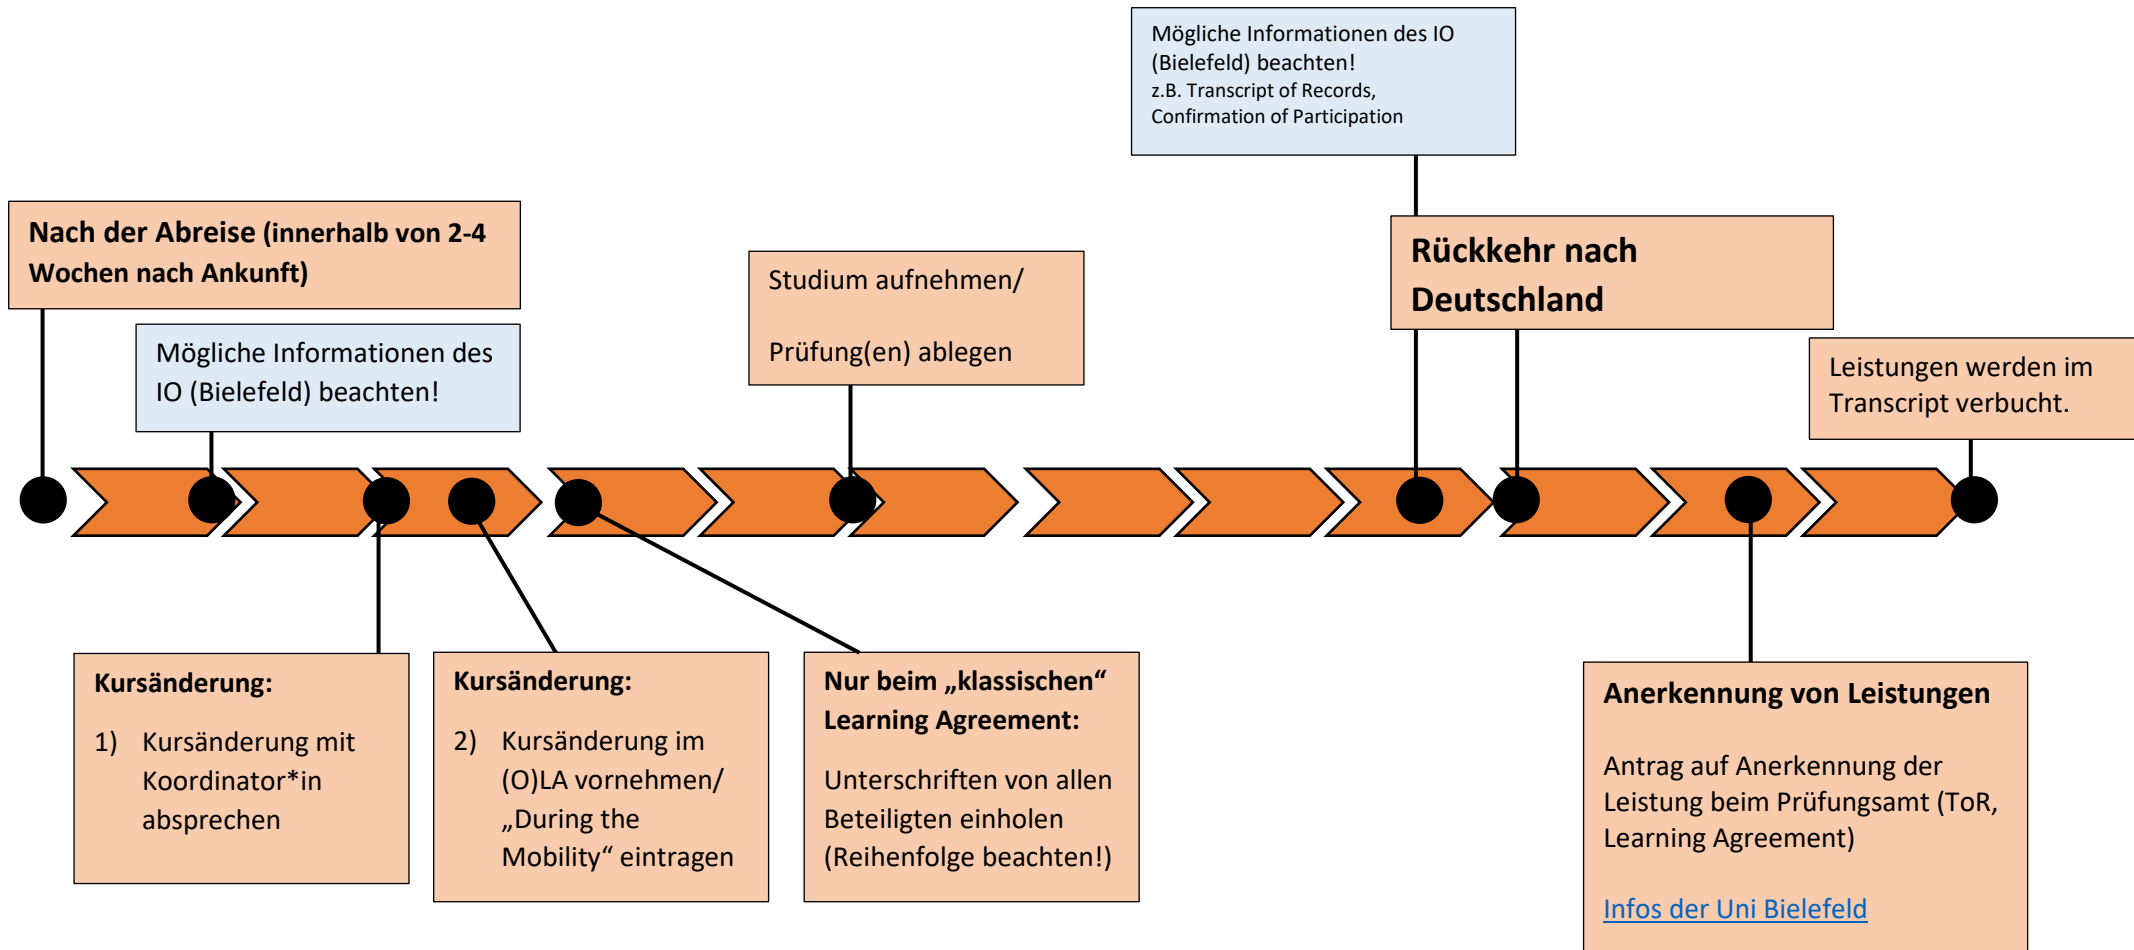 Mögliche Informationen des IO
(Bielefeld) beachten!
z.B. Transcript of Records,
Confirmation of Participation
Nach der Abreise (innerhalb von 2-4
Wochen nach Ankunft)
Mögliche Informationen des
IO (Bielefeld) beachten!
Studium aufnehmen/
Prüfung(en) ablegen
Rückkehr nach
Deutschland
Leistungen werden im
Transcript verbucht.
Kursänderung:
1) Kursänderung mit
Koordinator*in
absprechen
Kursänderung:
2) Kursänderung im
(O)LA vornehmen/
„During the
Mobility“ eintragen
Nur beim „klassischen“
Learning Agreement:
Unterschriften von allen
Beteiligten einholen
(Reihenfolge beachten!)
Anerkennung von Leistungen
Antrag auf Anerkennung der
Leistung beim Prüfungsamt (ToR,
Learning Agreement)
Infos der Uni Bielefeld